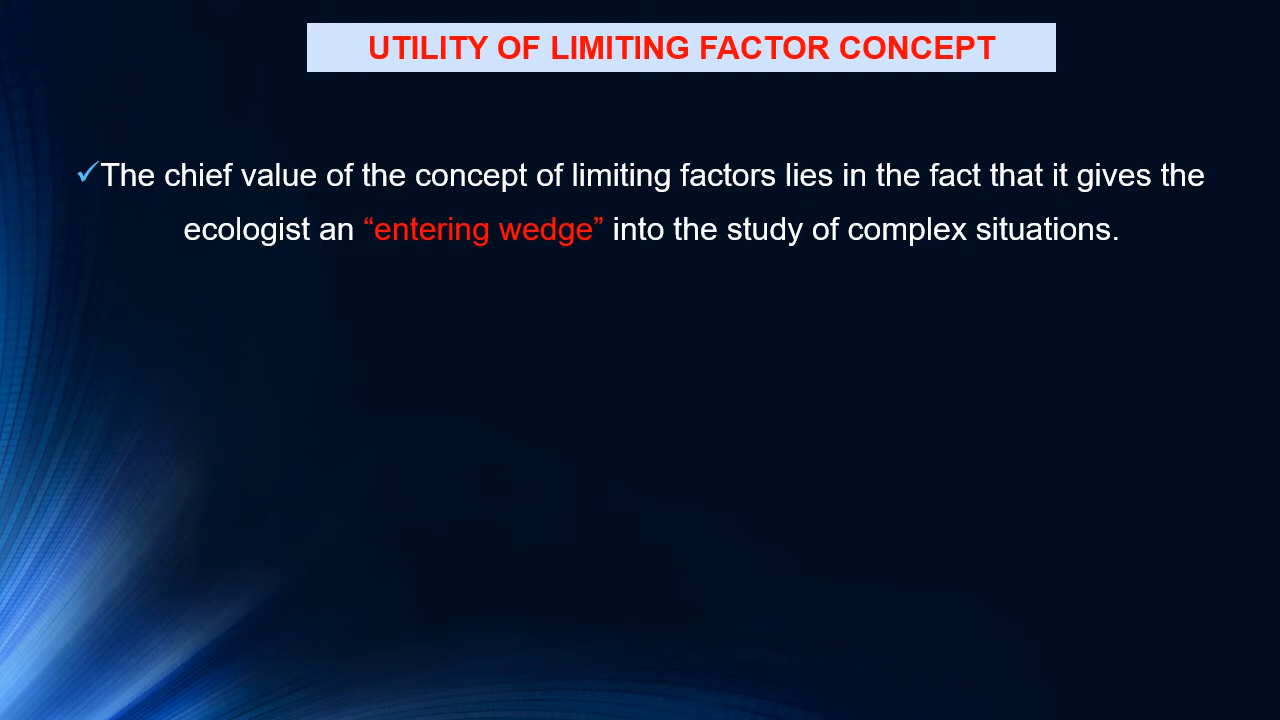 UTILITY OF LIMITING FACTOR CONCEPT
✓The chief value of the concept of limiting factors lies in the fact that it gives the
ecologist an “entering wedge” into the study of complex situations.